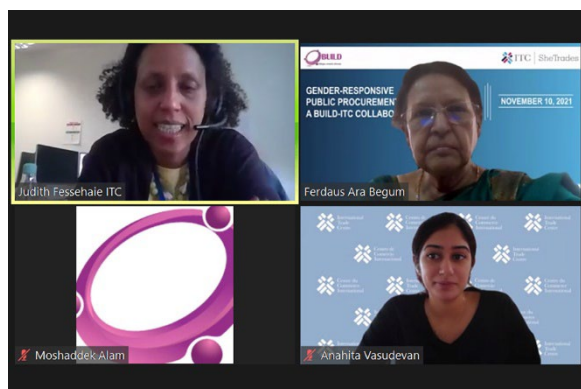 BUILD
ITC | SheTrades
GENDER-RESPONSIVE
PUBLIC PROCUREMENT
A BUILD-ITC COLLABO
NOVEMBER 10, 2021
Judith Fessehaie ITC
Ferdaus Ara Begum
International
Trade
Centre
Centre du
Commerce
International
Moshaddek Alam
Anahita Vasudevan